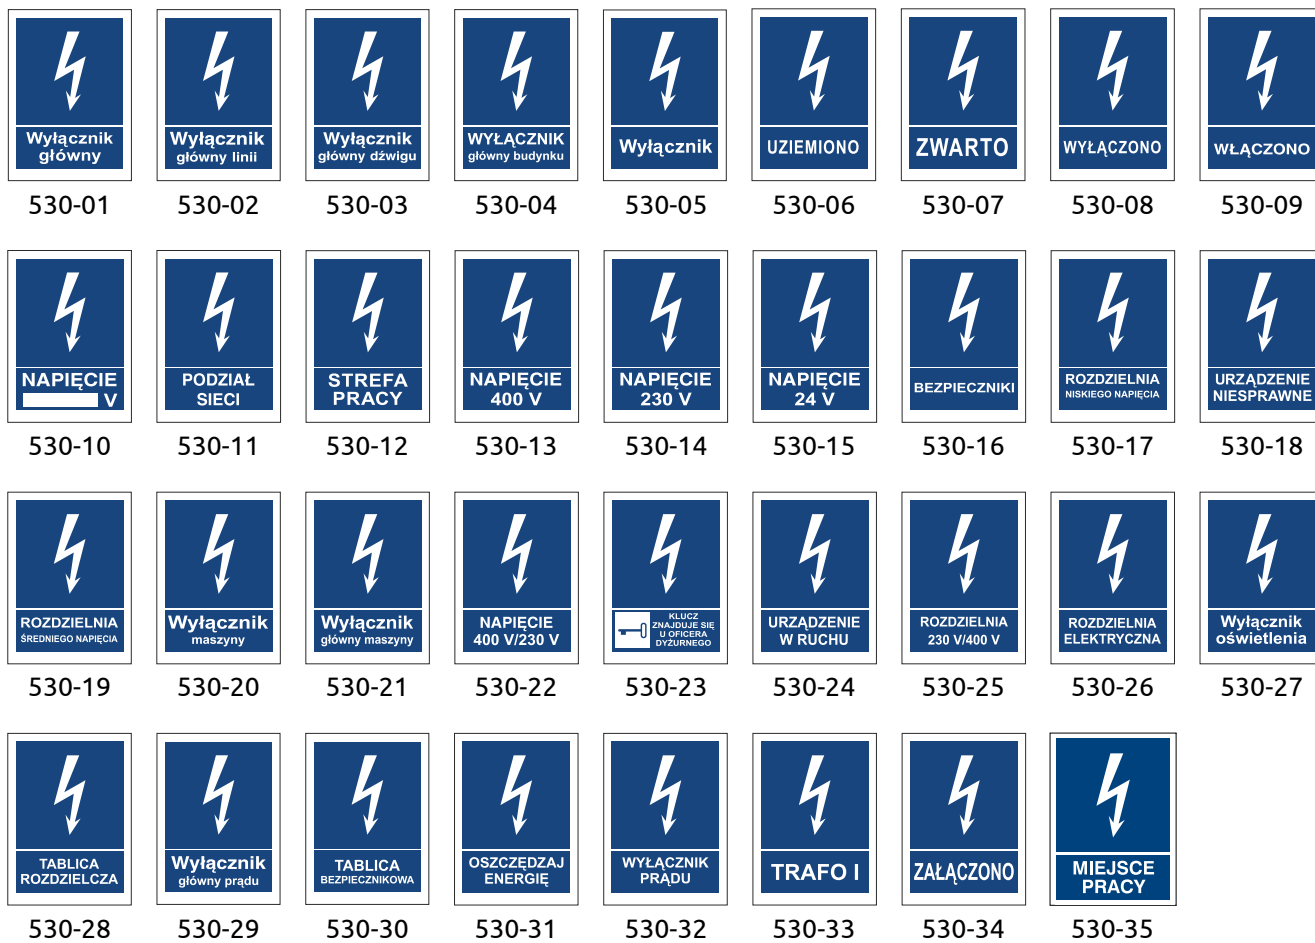 Wyłącznik
główny
530-01
Wyłącznik
główny linii
530-02
Wyłącznik
główny dźwigu
530-03
WYŁĄCZNIK
główny budynku
530-04
Wyłącznik
530-05
UZIEMIONO
530-06
ZWARTO
530-07
WYŁĄCZONO
530-08
WŁĄCZONO
530-09
NAPIĘCIE
V
530-10
PODZIAŁ
SIECI
530-11
STREFA
PRACY
530-12
NAPIĘCIE
400 V
530-13
NAPIĘCIE
230 V
530-14
NAPIĘCIE
24 V
530-15
BEZPIECZNIKI
530-16
ROZDZIELNIA
NISKIEGO NAPIĘCIA
530-17
URZĄDZENIE
NIESPRAWNE
530-18
ROZDZIELNIA
ŚREDNIEGO NAPIĘCIA
530-19
Wyłącznik
maszyny
530-20
Wyłącznik
główny maszyny
530-21
NAPIĘCIE
400 V/230 V
530-22
KLUCZ
ZNAJDUJE SIĘ
U OFICERA
DYŻURNEGO
530-23
URZĄDZENIE
W RUCHU
530-24
ROZDZIELNIA
230 V/400 V
530-25
ROZDZIELNIA
ELEKTRYCZNA
530-26
Wyłącznik
oświetlenia
530-27
TABLICA
ROZDZIELCZA
530-28
Wyłącznik
główny prądu
530-29
TABLICA
BEZPIECZNIKOWA
530-30
OSZCZĘDZAJ
ENERGIĘ
530-31
WYŁĄCZNIK
PRĄDU
530-32
TRAFO I
530-33
ZAŁĄCZONO
530-34
MIEJSCE
PRACY
530-35